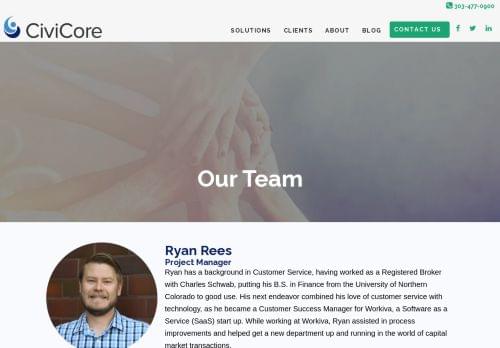 303-477-0900
CiviCore
SOLUTIONS CLIENTS ABOUT BLOG CONTACT US
Our Team
Ryan Rees
Project Manager
Ryan has a background in Customer Service, having worked as a Registered Broker
with Charles Schwab, putting his B.S. in Finance from the University of Northern
Colorado to good use. His next endeavor combined his love of customer service with
technology, as he became a Customer Success Manager for Workiva, a Software as a
Service (SaaS) start up. While working at Workiva, Ryan assisted in process
improvements and helped get a new department up and running in the world of capital
market transactions.